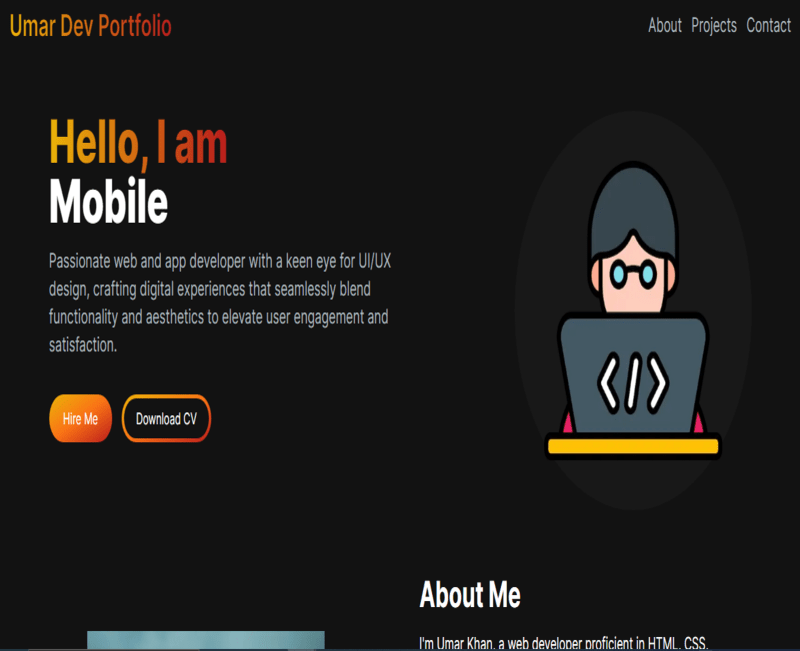 Umar Dev Portfolio
About Projects Contact
Hello, I am
Mobile
Passionate web and app developer with a keen eye for UI/UX
design, crafting digital experiences that seamlessly blend
functionality and aesthetics to elevate user engagement and
satisfaction.
Hire Me
Download CV
</>
About Me
I'm Umar Khan, a web developer proficient in HTML, CSS,